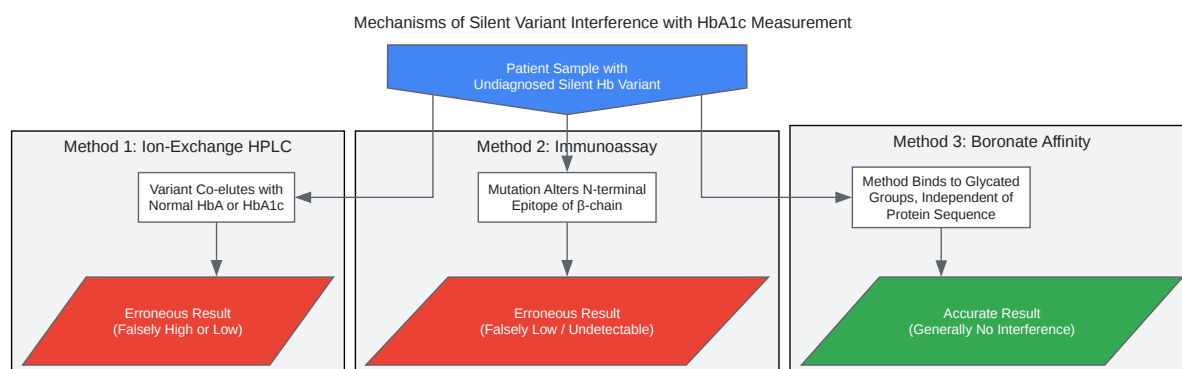 Mechanisms of Silent Variant Interference with HbA1c Measurement
Patient Sample with
Undiagnosed Silent Hb Variant
Method 1: Ion-Exchange HPLC
Variant Co-elutes with
Normal HbA or HbA1c
Erroneous Result
(Falsely High or Low)
Method 2: Immunoassay
Mutation Alters N-terminal
Epitope of β-chain
Erroneous Result
(Falsely Low / Undetectable)
Method 3: Boronate Affinity
Method Binds to Glycated
Groups, Independent of
Protein Sequence
Accurate Result
(Generally No Interference)